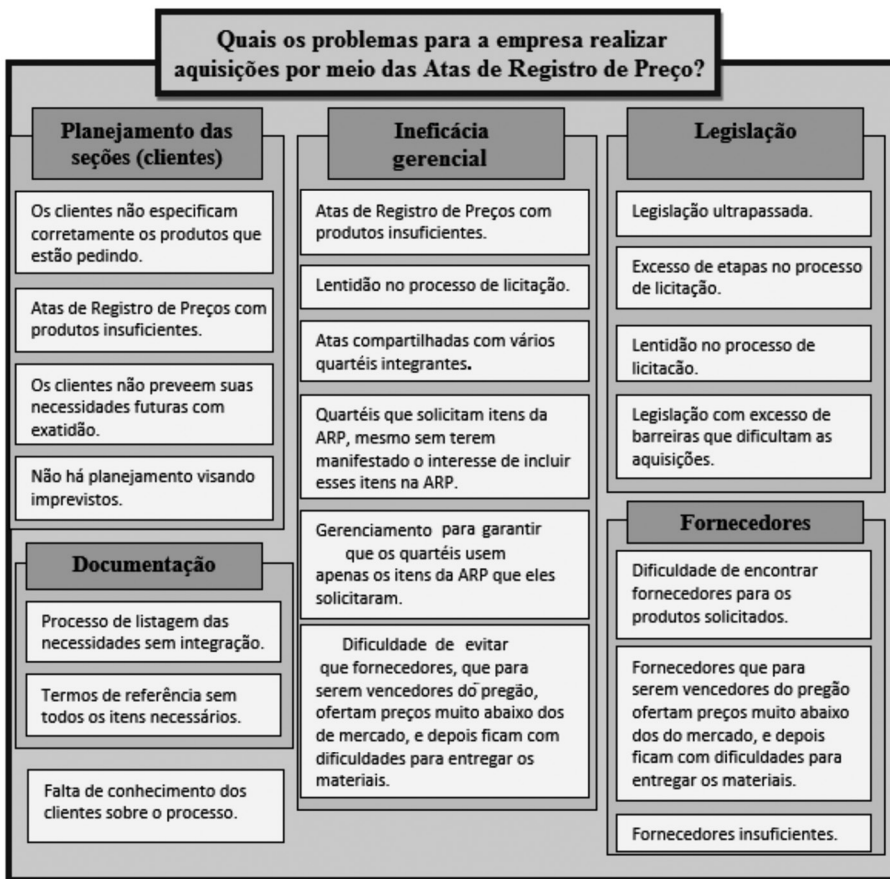 Quais os problemas para a empresa realizar
aquisições por meio das Atas de Registro de Preço?
Planejamento das
seções (clientes)
Os clientes não especificam
corretamente os produtos que
estão pedindo.
Atas de Registro de Preços com
produtos insuficientes.
Os clientes não preveem suas
necessidades futuras com
exatidão.
Não há planejamento visando
imprevistos.
Documentação
Processo de listagem das
necessidades sem integração.
Termos de referência sem
todos os itens necessários.
Falta de conhecimento dos
clientes sobre o processo.
Ineficácia
gerencial
Atas de Registro de Preços com
produtos insuficientes.
Lentidão no processo de licitação.
Atas compartilhadas com vários
quartéis integrantes.
Quartéis que solicitam itens da
ARP, mesmo sem terem
manifestado o interesse de incluir
esses itens na ARP.
Gerenciamento para garantir
que os quartéis usem
apenas os itens da ARP que eles
solicitaram.
Dificuldade de evitar
que fornecedores, que para
serem vencedores do pregão,
ofertam preços muito abaixo dos
de mercado, e depois ficam com
dificuldades para entregar os
materiais.
Legislação
Legislação ultrapassada.
Excesso de etapas no processo
de licitação.
Lentidão no processo de
licitacão.
Legislação com excesso de
barreiras que dificultam as
aquisições.
Fornecedores
Dificuldade de encontrar
fornecedores para os
produtos solicitados.
Fornecedores que para
serem vencedores do pregão
ofertam preços muito abaixo
dos do mercado, e depois
ficam com dificuldades para
entregar os materiais.
Fornecedores insuficientes.